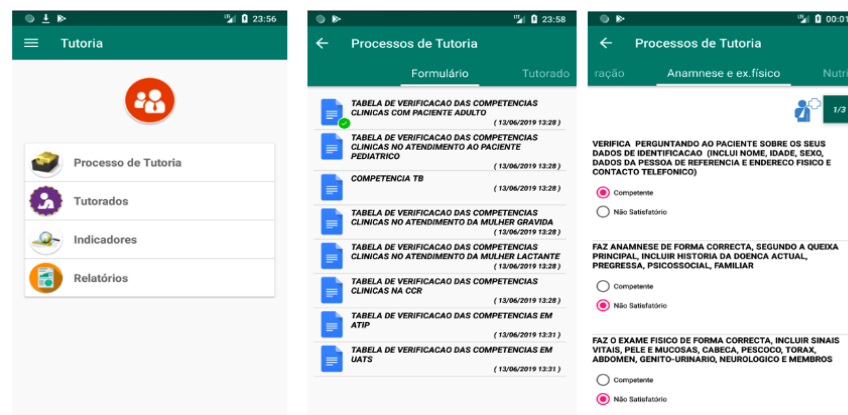 23:56
Tutoria
Processo de Tutoria
Tutorados
Indicadores
Relatórios
23:58
Processos de Tutoria
Formulário
Tutorado
TABELA DE VERIFICACAO DAS COMPETENCIAS
CLINICAS COM PACIENTE ADULTO
( 13/06/2019 13:28 )
TABELA DE VERIFICACAO DAS COMPETENCIAS
CLINICAS NO ATENDIMENTO AO PACIENTE
PEDIATRICO
( 13/06/2019 13:28 )
COMPETENCIA TB
( 13/06/2019 13:28 )
TABELA DE VERIFICACAO DAS COMPETENCIAS
CLINICAS NO ATENDIMENTO DA MULHER GRAVIDA
( 13/06/2019 13:28 )
TABELA DE VERIFICACAO DAS COMPETENCIAS
CLINICAS NO ATENDIMENTO DA MULHER LACTANTE
( 13/06/2019 13:28 )
TABELA DE VERIFICACAO DAS COMPETENCIAS
CLINICAS NA CCR
( 13/06/2019 13:28 )
TABELA DE VERIFICACAO DAS COMPETENCIAS EM
ATIP
( 13/06/2019 13:31 )
TABELA DE VERIFICACAO DAS COMPETENCIAS EM
UATS
( 13/06/2019 13:31 )
00:01
Processos de Tutoria
ração
Anamnese e ex.físico
Nutri
1/3
VERIFICA PERGUNTANDO AO PACIENTE SOBRE OS SEUS
DADOS DE IDENTIFICACAO (INCLUI NOME, IDADE, SEXO,
DADOS DA PESSOA DE REFERENCIA E ENDERECO FISICO E
CONTACTO TELEFONICO)
Competente
Não Satisfatório
FAZ ANAMNESE DE FORMA CORRECTA, SEGUNDO A QUEIXA
PRINCIPAL, INCLUIR HISTORIA DA DOENCA ACTUAL,
PREGRESSA, PSICOSSOCIAL, FAMILIAR
Competente
Não Satisfatório
FAZ O EXAME FISICO DE FORMA CORRECTA, INCLUIR SINAIS
VITAIS, PELE E MUCOSAS, CABECA, PESCOCO, TORAX,
ABDOMEN, GENITO-URINARIO, NEUROLOGICO E MEMBROS
Competente
Não Satisfatório